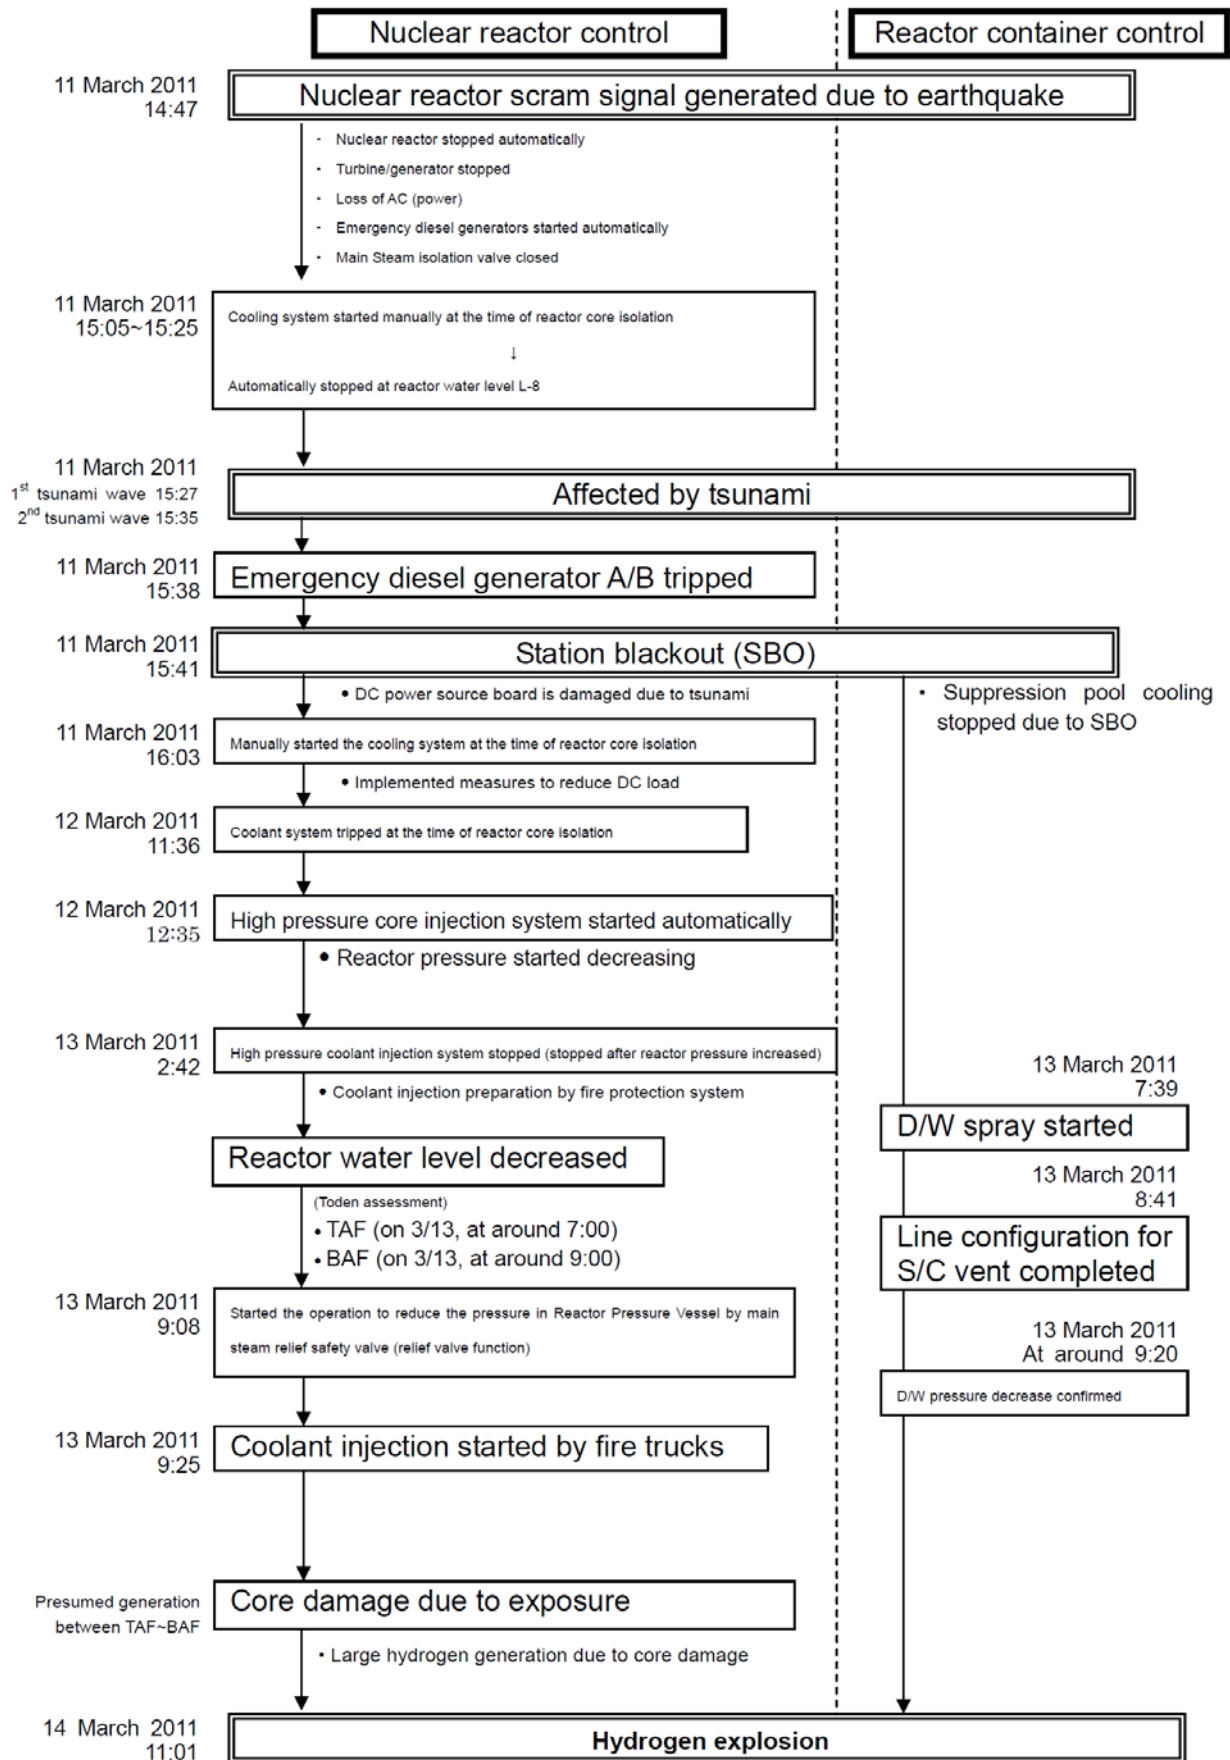 Nuclear reactor control
Reactor container control
11 March 2011
14:47
Nuclear reactor scram signal generated due to earthquake
- Nuclear reactor stopped automatically
- Turbine/generator stopped
- Loss of AC (power)
- Emergency diesel generators started automatically
- Main Steam isolation valve closed
11 March 2011
15:05~15:25
Cooling system started manually at the time of reactor core isolation
↓
Automatically stopped at reactor water level L-8
11 March 2011
1st tsunami wave 15:27
2nd tsunami wave 15:35
Affected by tsunami
11 March 2011
15:38
Emergency diesel generator A/B tripped
11 March 2011
15:41
Station blackout (SBO)
• DC power source board is damaged due to tsunami
・ Suppression pool cooling
stopped due to SBO
11 March 2011
16:03
Manually started the cooling system at the time of reactor core isolation
• Implemented measures to reduce DC load
12 March 2011
11:36
Coolant system tripped at the time of reactor core isolation
12 March 2011
12:35
High pressure core injection system started automatically
• Reactor pressure started decreasing
13 March 2011
2:42
High pressure coolant injection system stopped (stopped after reactor pressure increased)
• Coolant injection preparation by fire protection system
13 March 2011
7:39
D/W spray started
Reactor water level decreased
(Toden assessment)
• TAF (on 3/13, at around 7:00)
• BAF (on 3/13, at around 9:00)
13 March 2011
8:41
Line configuration for
S/C vent completed
13 March 2011
9:08
Started the operation to reduce the pressure in Reactor Pressure Vessel by main
steam relief safety valve (relief valve function)
13 March 2011
At around 9:20
D/W pressure decrease confirmed
13 March 2011
9:25
Coolant injection started by fire trucks
Presumed generation
between TAF~BAF
Core damage due to exposure
・ Large hydrogen generation due to core damage
14 March 2011
11:01
Hydrogen explosion